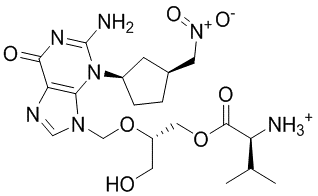 O N+ O-
N NH2
O N
N N
O O
O NH3+
HO